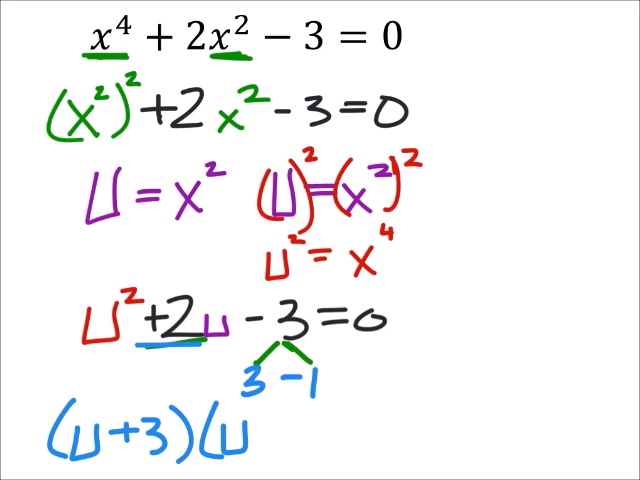 x⁴ + 2x² − 3 = 0
(x²)² + 2x² − 3 = 0
u = x² (u)² = (x²)²
u² = x⁴
u² + 2u − 3 = 0
3 −1
(u + 3)(u